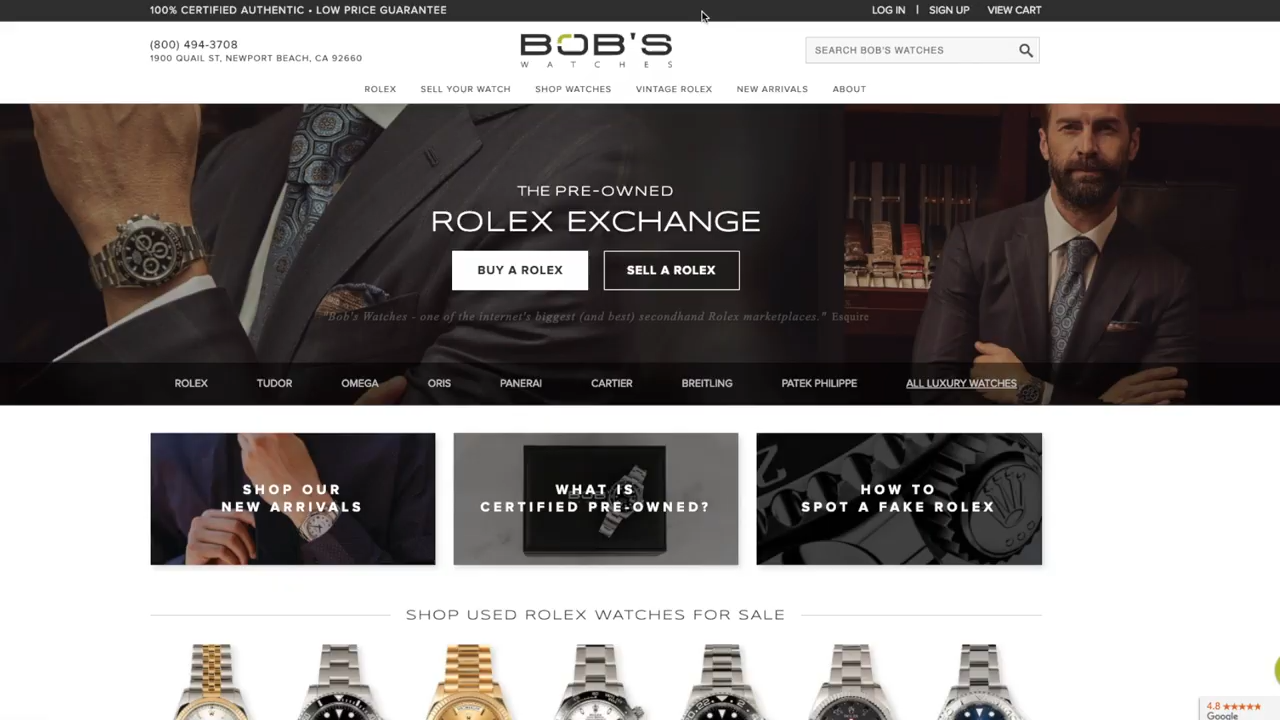 100% CERTIFIED AUTHENTIC • LOW PRICE GUARANTEE
LOG IN | SIGN UP VIEW CART
(800) 494-3708
1900 QUAIL ST, NEWPORT BEACH, CA 92660
BOB'S
WATCHES
SEARCH BOB'S WATCHES
ROLEX SELL YOUR WATCH SHOP WATCHES VINTAGE ROLEX NEW ARRIVALS ABOUT
THE PRE-OWNED
ROLEX EXCHANGE
BUY A ROLEX SELL A ROLEX
"Bob's Watches - one of the internet's biggest (and best) secondhand Rolex marketplaces." Esquire
ROLEX TUDOR OMEGA ORIS PANERAI CARTIER BREITLING PATEK PHILIPPE ALL LUXURY WATCHES
SHOP OUR
NEW ARRIVALS
WHAT IS
CERTIFIED PRE-OWNED?
HOW TO
SPOT A FAKE ROLEX
SHOP USED ROLEX WATCHES FOR SALE
4.8
Google